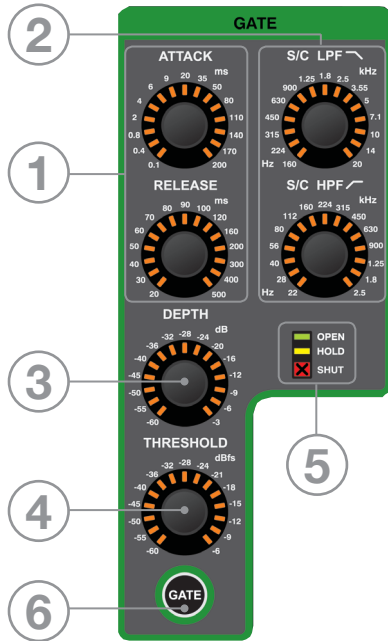 GATE
2
ATTACK
ms
0.1 0.4 0.8 2 4 6 9 20 35 50 80 110 140 170 200
S/C LPF
kHz
Hz 160 224 315 450 630 900 1.25 1.8 2.5 3.55 5 7.1 10 14 20
1
RELEASE
ms
20 30 40 50 60 70 80 90 100 120 160 200 300 400 500
S/C HPF
kHz
Hz 22 28 40 56 80 112 160 224 315 450 630 900 1.25 1.8 2.5
DEPTH
dB
-60 -55 -50 -45 -40 -36 -32 -28 -24 -20 -16 -12 -9 -6 -3
3
OPEN
HOLD
SHUT
5
THRESHOLD
dBfs
-60 -55 -50 -45 -40 -36 -32 -28 -24 -21 -18 -15 -12 -9 -6
4
GATE
6